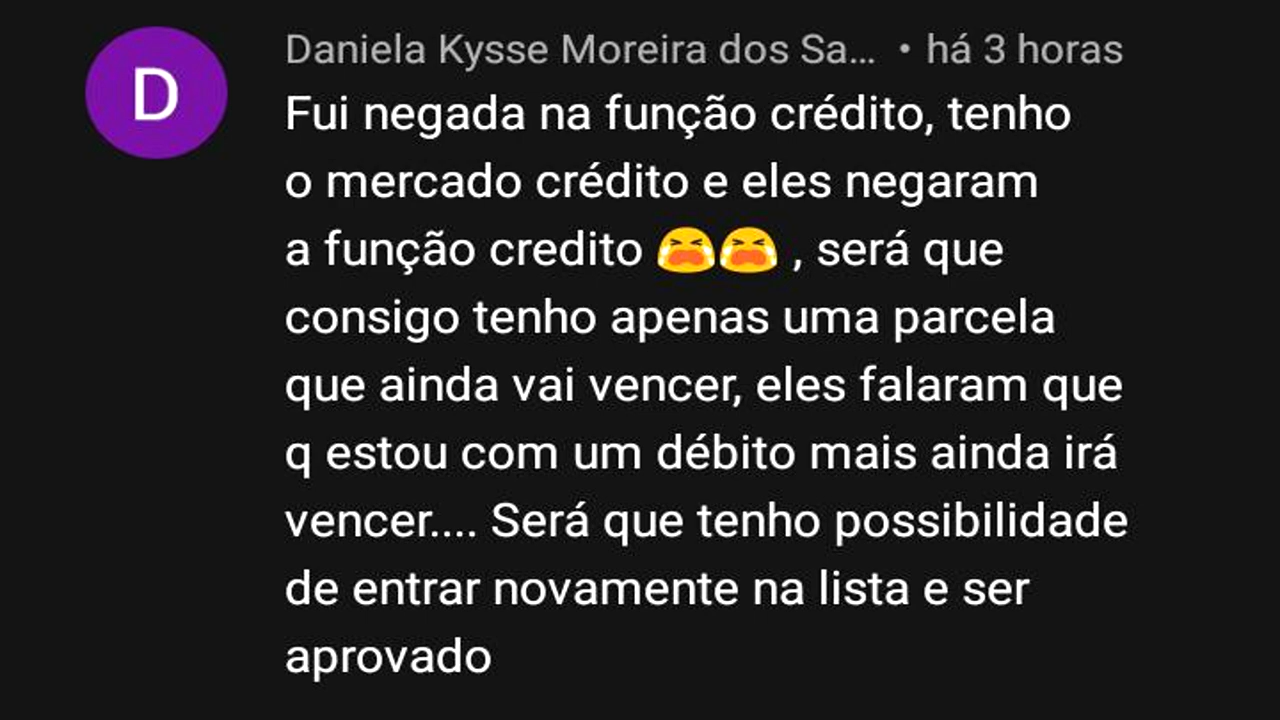 D
Daniela Kysse Moreira dos Sa... • há 3 horas
Fui negada na função crédito, tenho
o mercado crédito e eles negaram
a função credito 😭😭 , será que
consigo tenho apenas uma parcela
que ainda vai vencer, eles falaram que
q estou com um débito mais ainda irá
vencer.... Será que tenho possibilidade
de entrar novamente na lista e ser
aprovado